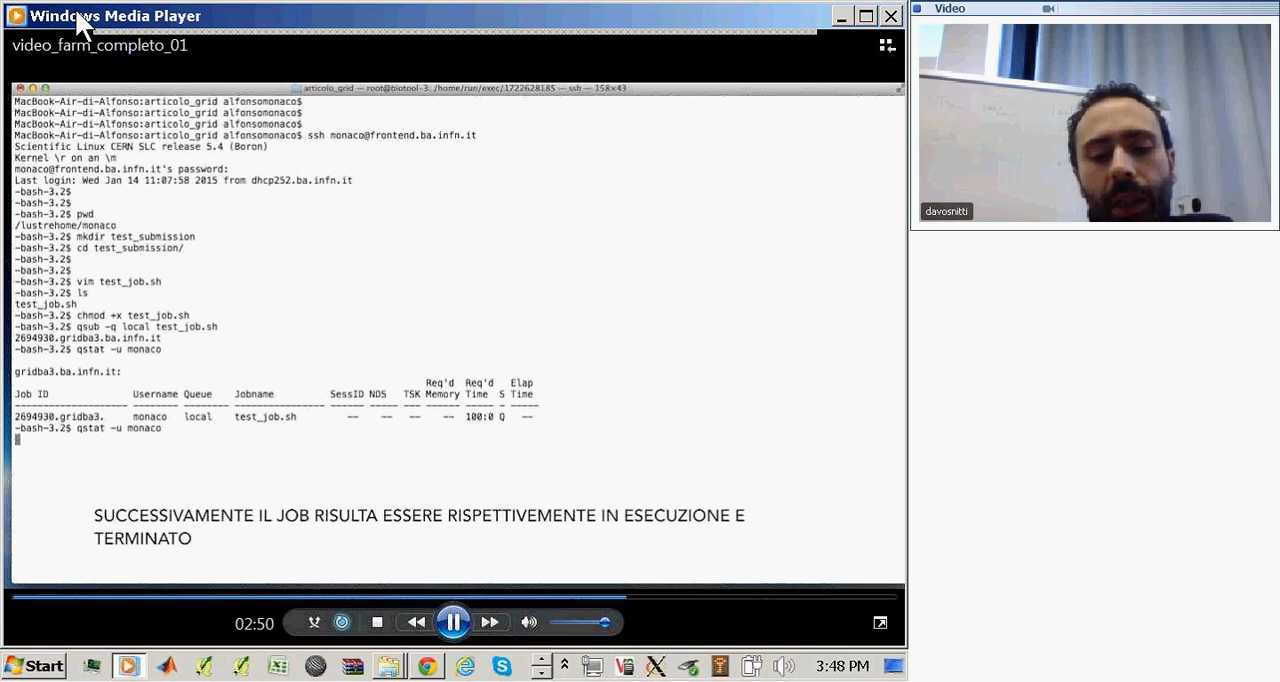 Windows Media Player
video_farm_completo_01
articolo_grid — root@biotool-3: /home/run/exec/1722628185 — ssh — 158×43
MacBook-Air-di-Alfonso:articolo_grid alfonsomonaco$
MacBook-Air-di-Alfonso:articolo_grid alfonsomonaco$
MacBook-Air-di-Alfonso:articolo_grid alfonsomonaco$
MacBook-Air-di-Alfonso:articolo_grid alfonsomonaco$ ssh monaco@frontend.ba.infn.it
Scientific Linux CERN SLC release 5.4 (Boron)
Kernel \r on an \m
monaco@frontend.ba.infn.it's password:
Last login: Wed Jan 14 11:07:58 2015 from dhcp252.ba.infn.it
-bash-3.2$
-bash-3.2$
-bash-3.2$ pwd
/lustrehome/monaco
-bash-3.2$ mkdir test_submission
-bash-3.2$ cd test_submission/
-bash-3.2$
-bash-3.2$
-bash-3.2$ vim test_job.sh
-bash-3.2$ ls
test_job.sh
-bash-3.2$ chmod +x test_job.sh
-bash-3.2$ qsub -q local test_job.sh
2694930.gridba3.ba.infn.it
-bash-3.2$ qstat -u monaco
gridba3.ba.infn.it:
Req'd Req'd Elap
Job ID Username Queue Jobname SessID NDS TSK Memory Time S Time
2694930.gridba3. monaco local test_job.sh -- -- -- -- 100:0 Q --
-bash-3.2$ qstat -u monaco
SUCCESSIVAMENTE IL JOB RISULTA ESSERE RISPETTIVEMENTE IN ESECUZIONE E
TERMINATO
02:50
Start
3:48 PM
Video
davosnitti